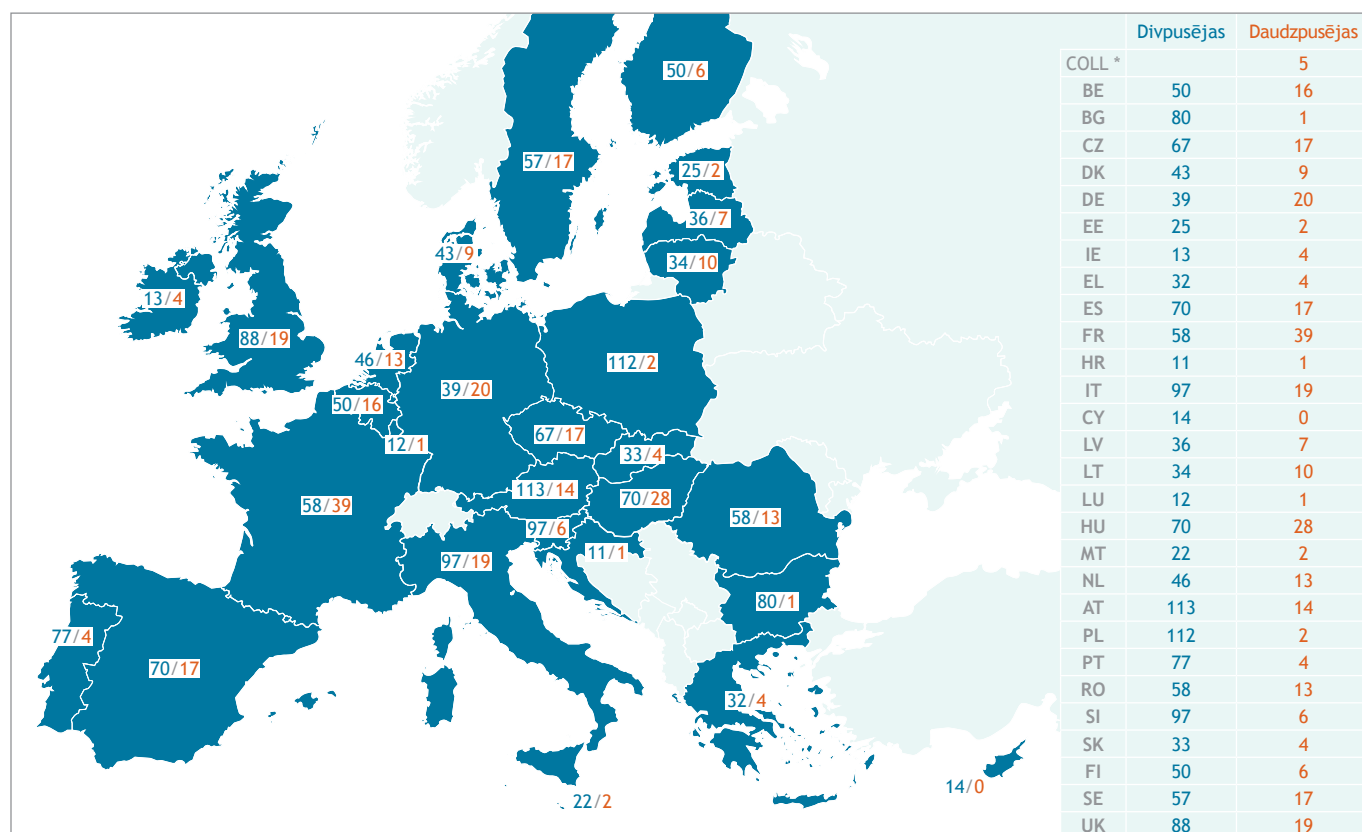 50/6
57/17
25/2
36/7
43/9
34/10
13/4
88/19
46/13
112/2
39/20
50/16
67/17
12/1
33/4
113/14
70/28
58/39
58/13
97/6
11/1
97/19
80/1
77/4
70/17
32/4
14/0
22/2
Divpusējas Daudzpusējas
COLL * 5
BE 50 16
BG 80 1
CZ 67 17
DK 43 9
DE 39 20
EE 25 2
IE 13 4
EL 32 4
ES 70 17
FR 58 39
HR 11 1
IT 97 19
CY 14 0
LV 36 7
LT 34 10
LU 12 1
HU 70 28
MT 22 2
NL 46 13
AT 113 14
PL 112 2
PT 77 4
RO 58 13
SI 97 6
SK 33 4
FI 50 6
SE 57 17
UK 88 19